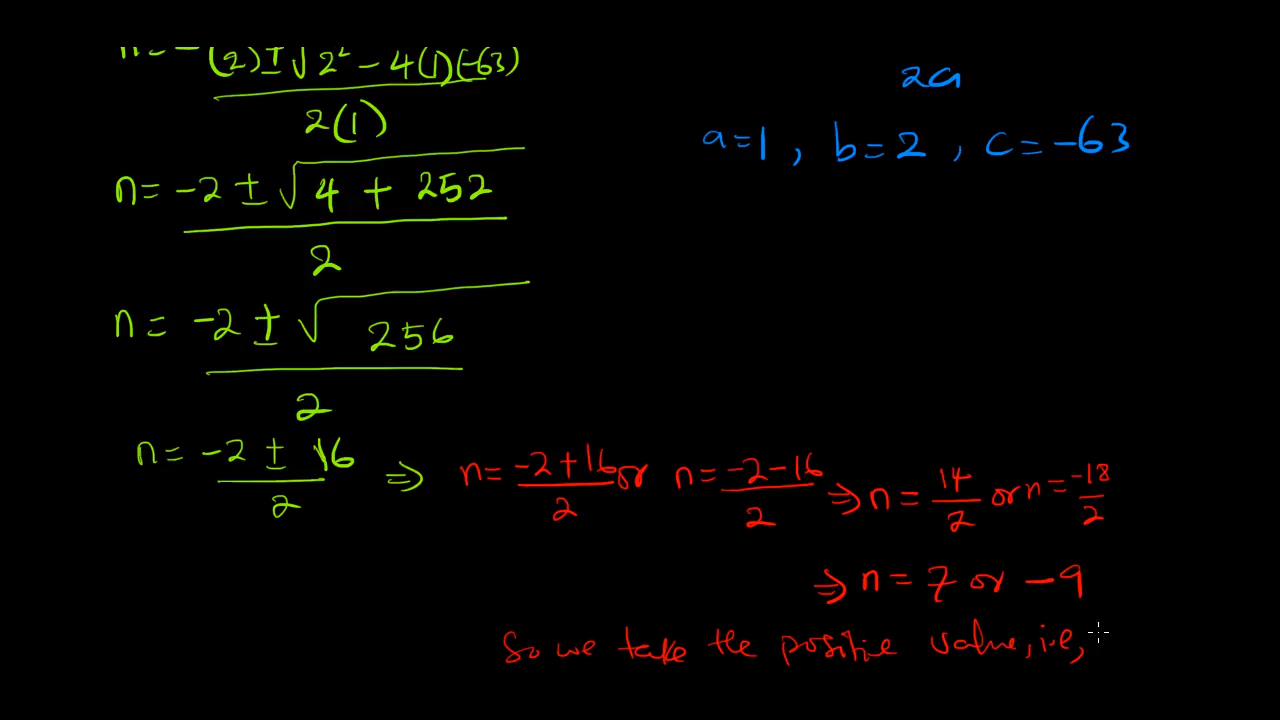 n = -(2) ± √2² - 4(1)(-63)
2(1)
2a
a=1, b=2, c=-63
n= -2 ± √4 + 252
2
n= -2 ± √256
2
n= -2 ± 16
2
⇒ n= -2+16 or n= -2-16 ⇒ n= 14 or n= -18
2 2 2 2
⇒ n= 7 or -9
So we take the positive value, i.e,